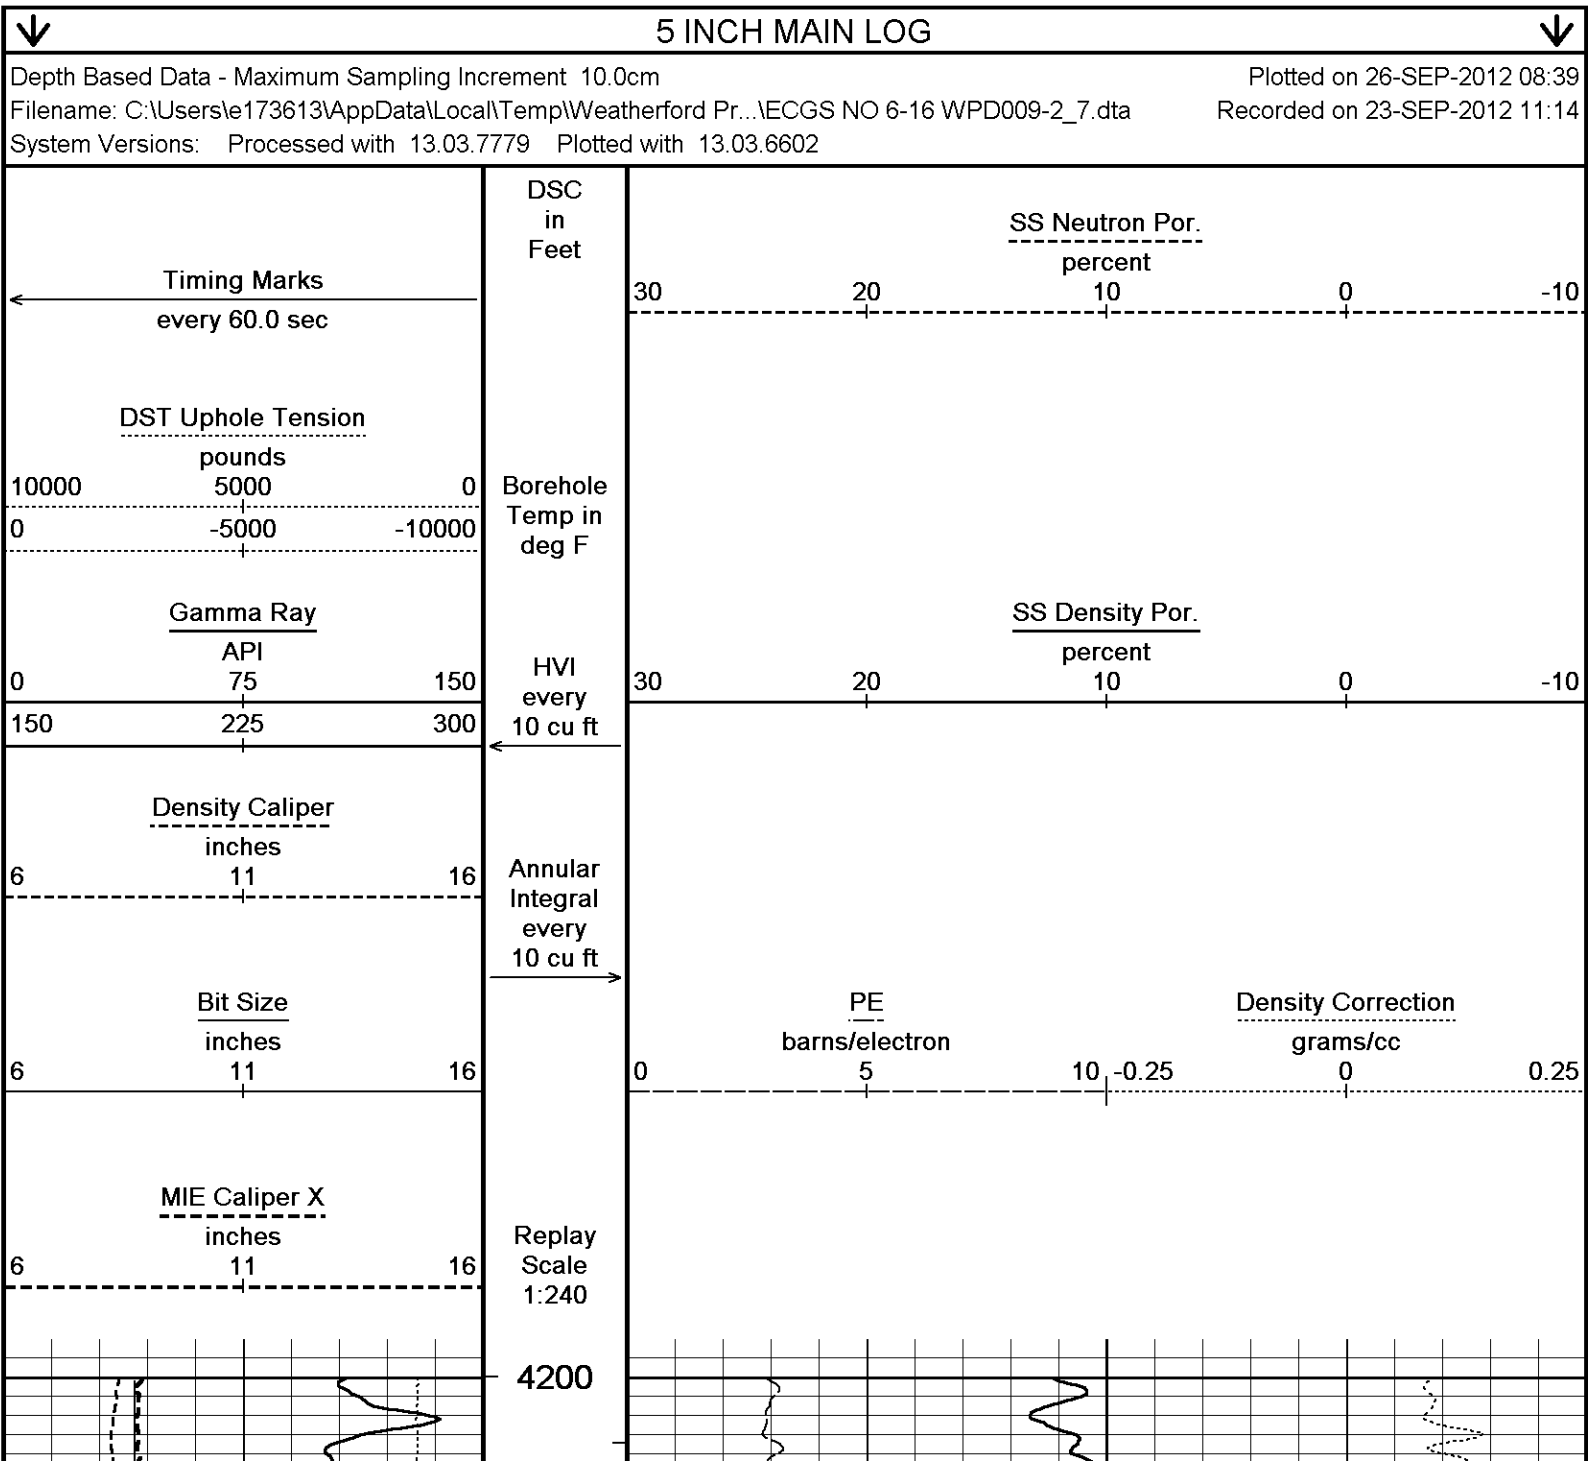 5 INCH MAIN LOG
Depth Based Data - Maximum Sampling Increment 10.0cm
Plotted on 26-SEP-2012 08:39
Filename: C:\Users\e173613\AppData\Local\Temp\Weatherford Pr...\ECGS NO 6-16 WPD009-2_7.dta
Recorded on 23-SEP-2012 11:14
System Versions: Processed with 13.03.7779 Plotted with 13.03.6602
Timing Marks
every 60.0 sec
DST Uphole Tension
pounds
10000 5000 0
0 -5000 -10000
Gamma Ray
API
0 75 150
150 225 300
Density Caliper
inches
6 11 16
Bit Size
inches
6 11 16
MIE Caliper X
inches
6 11 16
DSC
in
Feet
Borehole
Temp in
deg F
HVI
every
10 cu ft
Annular
Integral
every
10 cu ft
Replay
Scale
1:240
4200
SS Neutron Por.
percent
30 20 10 0 -10
SS Density Por.
percent
30 20 10 0 -10
PE
barns/electron
0 5 10
Density Correction
grams/cc
-0.25 0 0.25